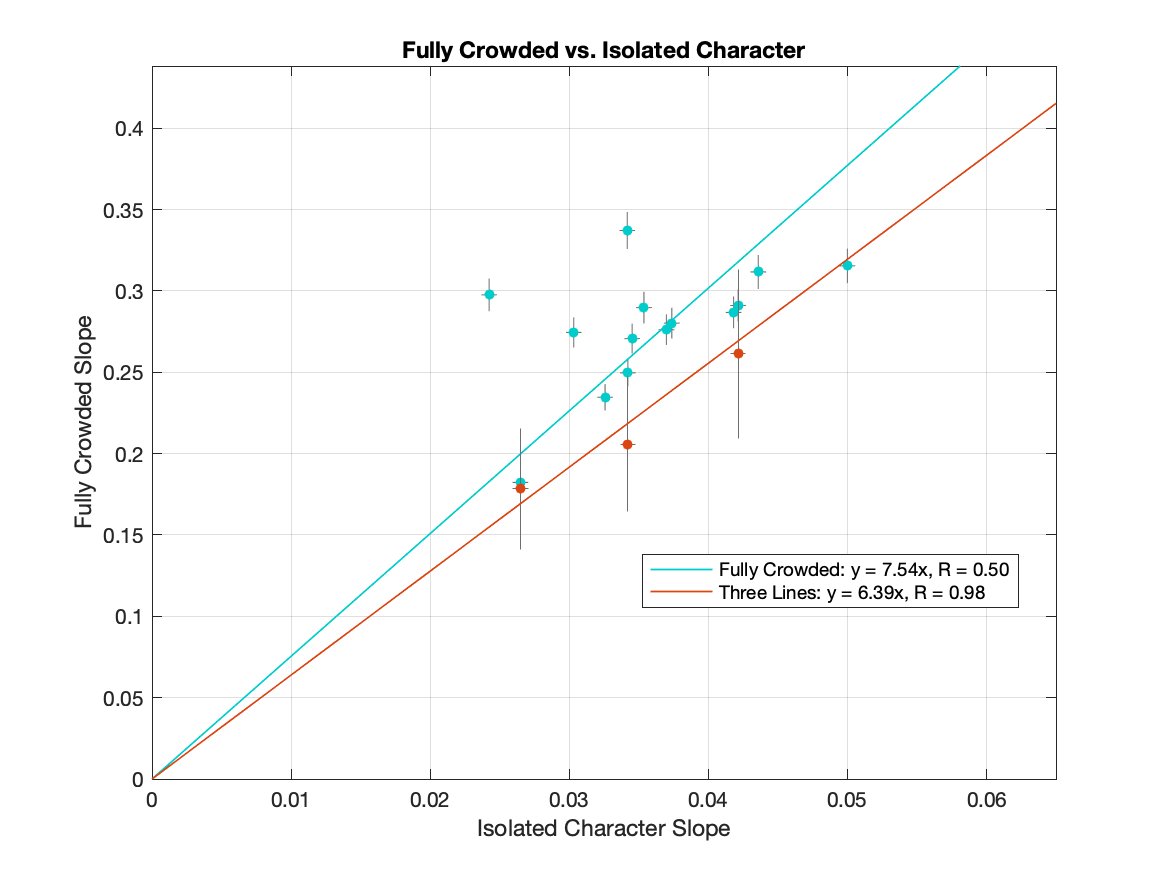 Fully Crowded vs. Isolated Character
0.4
0.35
0.3
0.25
0.2
0.15
0.1
0.05
0
Fully Crowded Slope
Fully Crowded: y = 7.54x, R = 0.50
Three Lines: y = 6.39x, R = 0.98
0 0.01 0.02 0.03 0.04 0.05 0.06
Isolated Character Slope